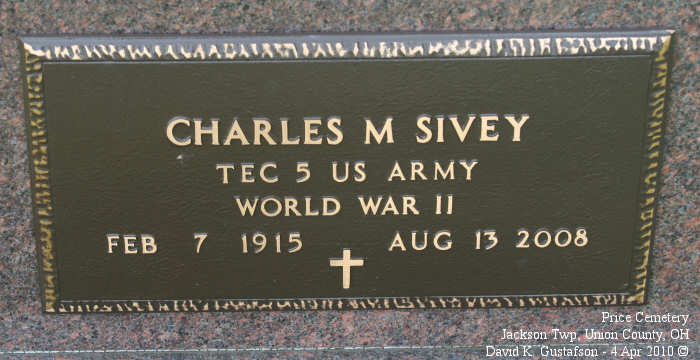 CHARLES M SIVEY
TEC 5 US ARMY
WORLD WAR II
FEB 7 1915 AUG 13 2008
Price Cemetery
Jackson Twp, Union County, OH
David K. Gustafson - 4 Apr 2010 ©